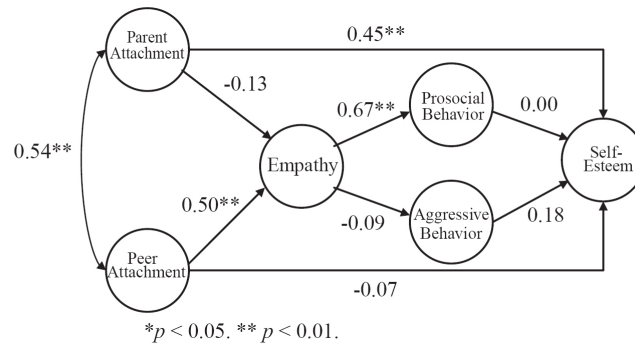 Parent
Attachment
0.45**
-0.13
0.67**
Prosocial
Behavior
0.00
0.54**
Empathy
Self-
Esteem
0.50**
-0.09
Aggressive
Behavior
0.18
Peer
Attachment
-0.07
*p < 0.05. ** p < 0.01.